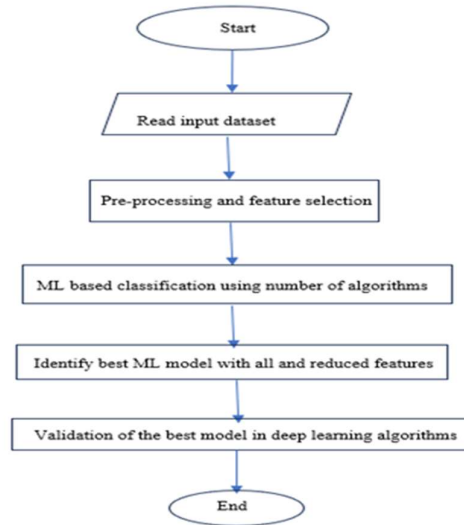 Start
Read input dataset
Pre-processing and feature selection
ML based classification using number of algorithms
Identify best ML model with all and reduced features
Validation of the best model in deep learning algorithms
End